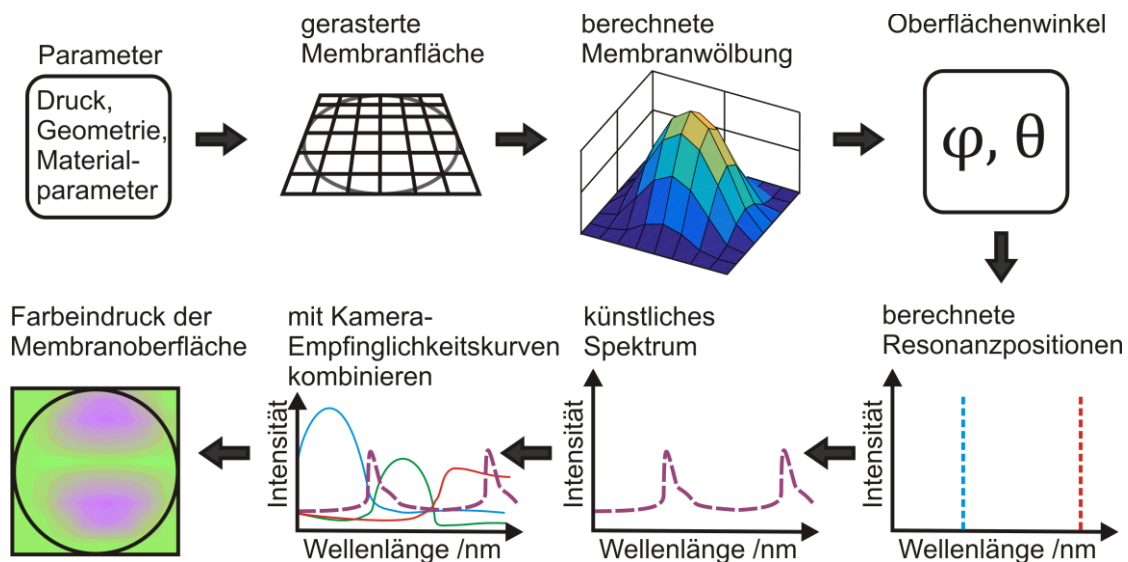 Parameter
Druck,
Geometrie,
Material-
parameter
gerasterte
Membranfläche
berechnete
Membranwölbung
Oberflächenwinkel
φ, θ
Farbeindruck der
Membranoberfläche
mit Kamera-
Empfinglichkeitskurven
kombinieren
Intensität
Wellenlänge /nm
künstliches
Spektrum
Intensität
Wellenlänge /nm
berechnete
Resonanzpositionen
Intensität
Wellenlänge /nm